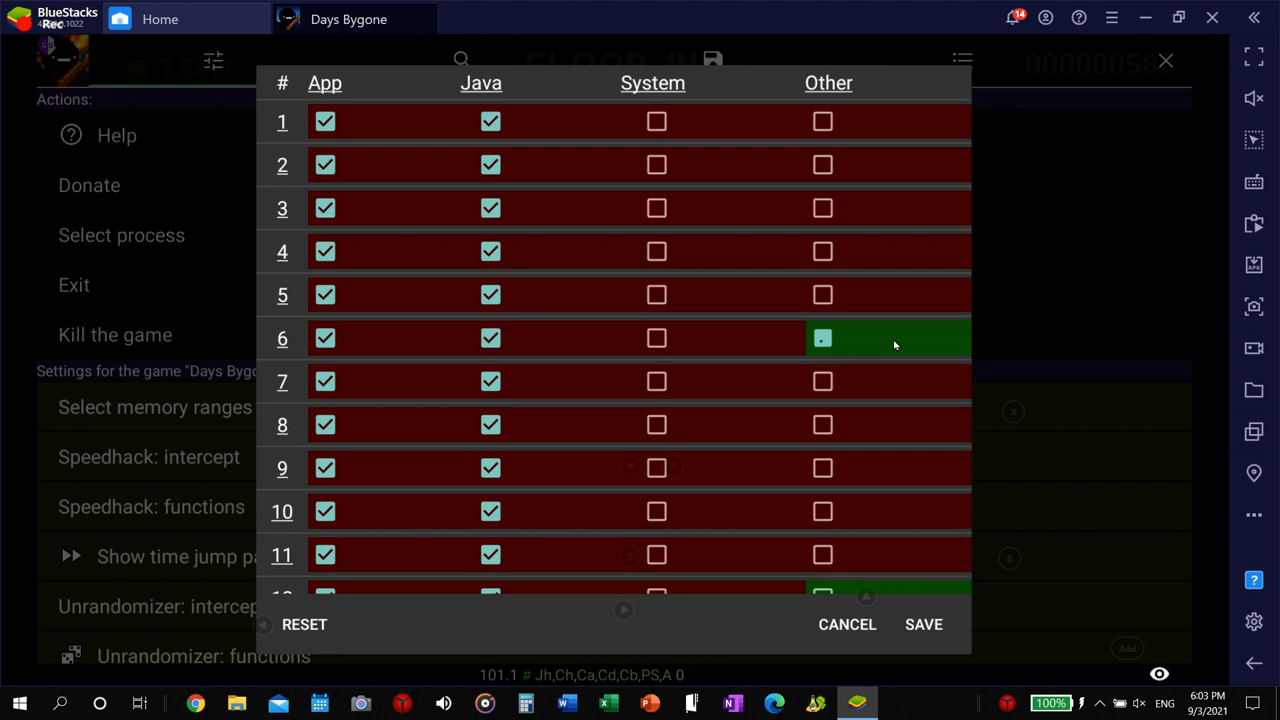 BlueStacks
Rec
Home
Days Bygone
14
Actions:
Help
Donate
Select process
Exit
Kill the game
Settings for the game "Days Bygo
Select memory ranges
Speedhack: intercept
Speedhack: functions
Show time jump pa
Unrandomizer: intercep
Unrandomizer: functions
# App Java System Other
1
2
3
4
5
6
7
8
9
10
11
RESET
CANCEL SAVE
X
S
Z
Add
101.1 # Jh,Ch,Ca,Cd,Cb,PS,A 0
100%
ENG
6:03 PM
9/3/2021